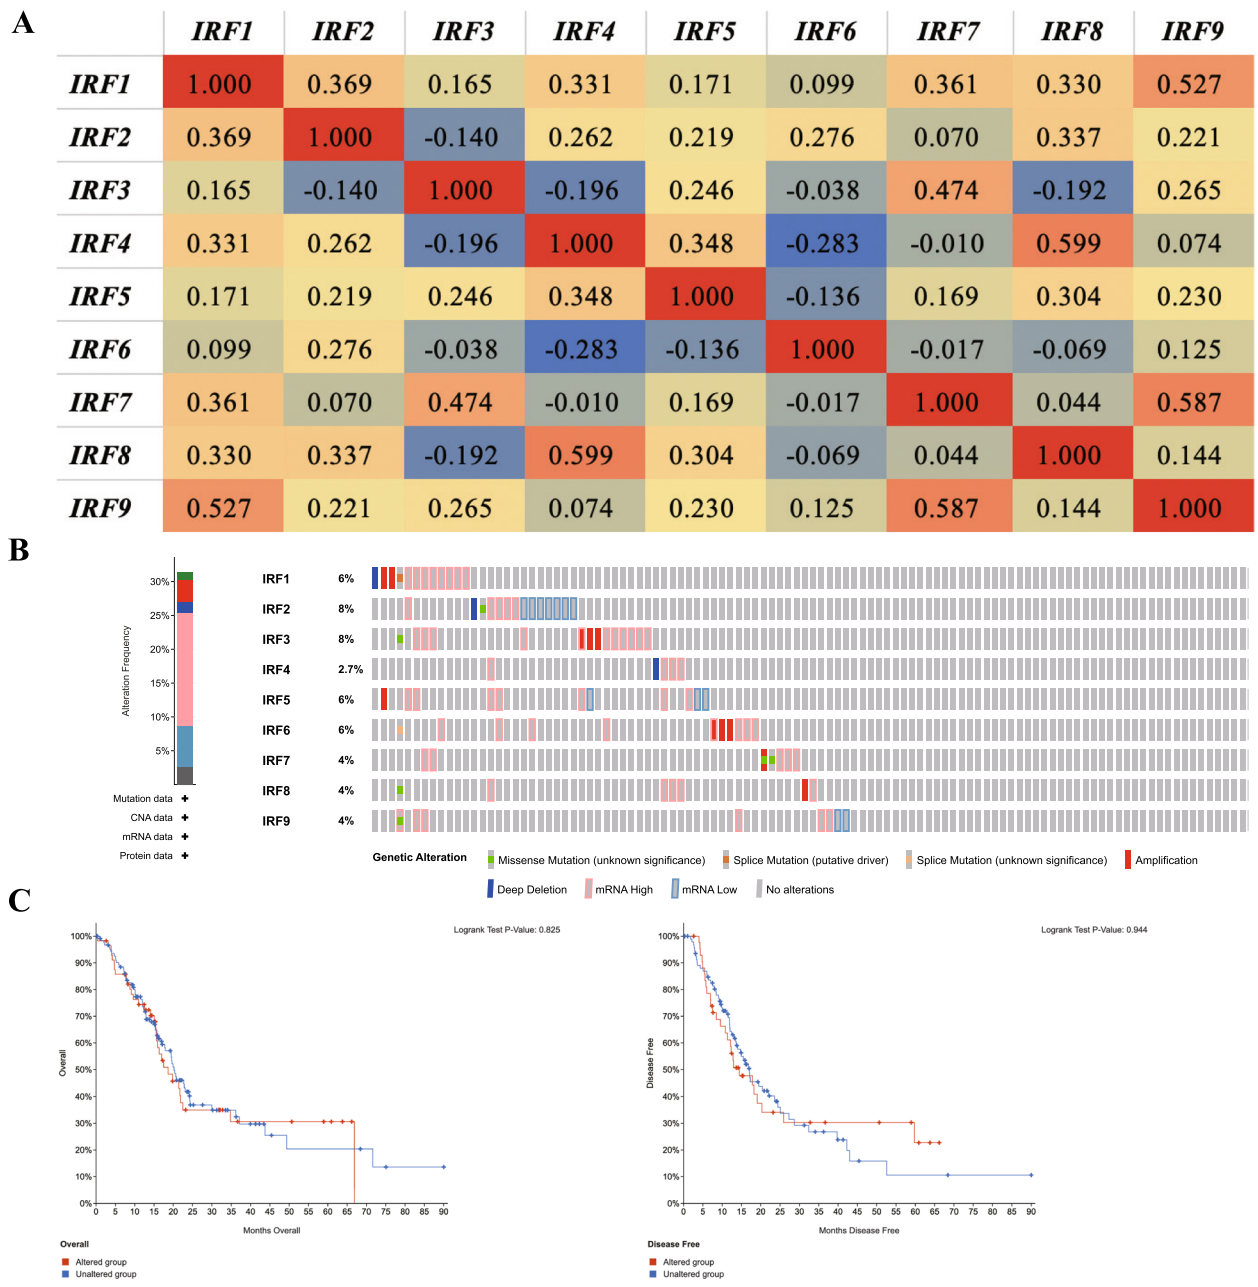 A
IRF1 IRF2 IRF3 IRF4 IRF5 IRF6 IRF7 IRF8 IRF9
IRF1 1.000 0.369 0.165 0.331 0.171 0.099 0.361 0.330 0.527
IRF2 0.369 1.000 -0.140 0.262 0.219 0.276 0.070 0.337 0.221
IRF3 0.165 -0.140 1.000 -0.196 0.246 -0.038 0.474 -0.192 0.265
IRF4 0.331 0.262 -0.196 1.000 0.348 -0.283 -0.010 0.599 0.074
IRF5 0.171 0.219 0.246 0.348 1.000 -0.136 0.169 0.304 0.230
IRF6 0.099 0.276 -0.038 -0.283 -0.136 1.000 -0.017 -0.069 0.125
IRF7 0.361 0.070 0.474 -0.010 0.169 -0.017 1.000 0.044 0.587
IRF8 0.330 0.337 -0.192 0.599 0.304 -0.069 0.044 1.000 0.144
IRF9 0.527 0.221 0.265 0.074 0.230 0.125 0.587 0.144 1.000
B
Alteration Frequency
30%
25%
20%
15%
10%
5%
Mutation data +
CNA data +
mRNA data +
Protein data +
IRF1 6%
IRF2 8%
IRF3 8%
IRF4 2.7%
IRF5 6%
IRF6 6%
IRF7 4%
IRF8 4%
IRF9 4%
Genetic Alteration Missense Mutation (unknown significance) Splice Mutation (putative driver) Splice Mutation (unknown significance) Amplification
Deep Deletion mRNA High mRNA Low No alterations
C
Logrank Test P-Value: 0.825
Overall
100%
90%
80%
70%
60%
50%
40%
30%
20%
10%
0%
0 5 10 15 20 25 30 35 40 45 50 55 60 65 70 75 80 85 90
Months Overall
Overall
Altered group
Unaltered group
Logrank Test P-Value: 0.944
Disease Free
100%
90%
80%
70%
60%
50%
40%
30%
20%
10%
0%
0 5 10 15 20 25 30 35 40 45 50 55 60 65 70 75 80 85 90
Months Disease Free
Disease Free
Altered group
Unaltered group